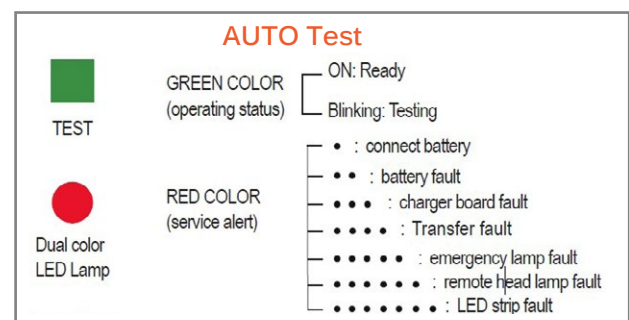 AUTO Test
GREEN COLOR
(operating status)
ON: Ready
Blinking: Testing
TEST
RED COLOR
(service alert)
• : connect battery
• • : battery fault
• • • : charger board fault
• • • • : Transfer fault
• • • • • : emergency lamp fault
• • • • • • : remote head lamp fault
• • • • • • • : LED strip fault
Dual color
LED Lamp